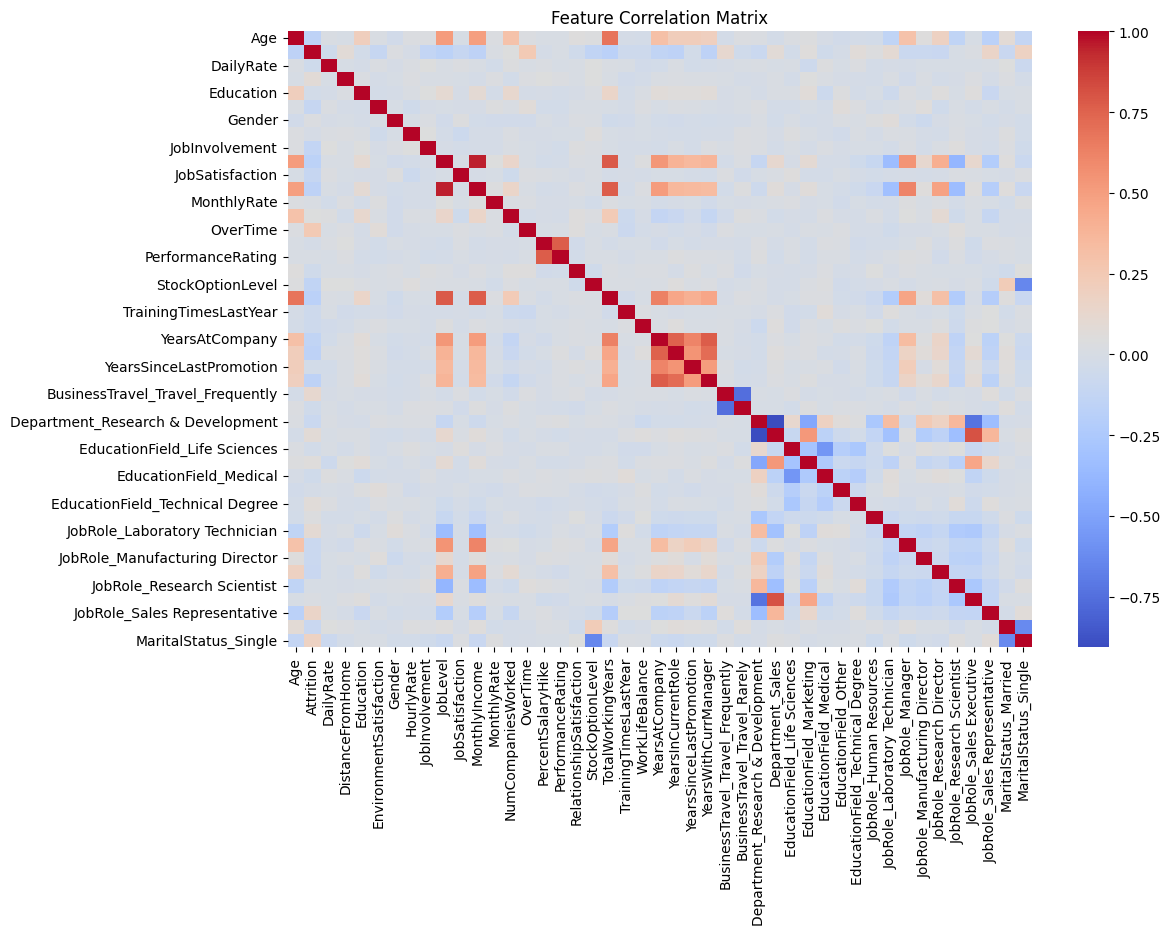 Feature Correlation Matrix
Age
DailyRate
Education
Gender
JobInvolvement
JobSatisfaction
MonthlyRate
OverTime
PerformanceRating
StockOptionLevel
TrainingTimesLastYear
YearsAtCompany
YearsSinceLastPromotion
BusinessTravel_Travel_Frequently
Department_Research & Development
EducationField_Life Sciences
EducationField_Medical
EducationField_Technical Degree
JobRole_Laboratory Technician
JobRole_Manufacturing Director
JobRole_Research Scientist
JobRole_Sales Representative
MaritalStatus_Single
Age
Attrition
DailyRate
DistanceFromHome
Education
EnvironmentSatisfaction
Gender
HourlyRate
JobInvolvement
JobLevel
JobSatisfaction
MonthlyIncome
MonthlyRate
NumCompaniesWorked
OverTime
PercentSalaryHike
PerformanceRating
RelationshipSatisfaction
StockOptionLevel
TotalWorkingYears
TrainingTimesLastYear
WorkLifeBalance
YearsAtCompany
YearsInCurrentRole
YearsSinceLastPromotion
YearsWithCurrManager
BusinessTravel_Travel_Frequently
BusinessTravel_Travel_Rarely
Department_Research & Development
Department_Sales
EducationField_Life Sciences
EducationField_Marketing
EducationField_Medical
EducationField_Other
EducationField_Technical Degree
JobRole_Human Resources
JobRole_Laboratory Technician
JobRole_Manager
JobRole_Manufacturing Director
JobRole_Research Director
JobRole_Research Scientist
JobRole_Sales Executive
JobRole_Sales Representative
MaritalStatus_Married
MaritalStatus_Single
1.00
0.75
0.50
0.25
0.00
−0.25
−0.50
−0.75